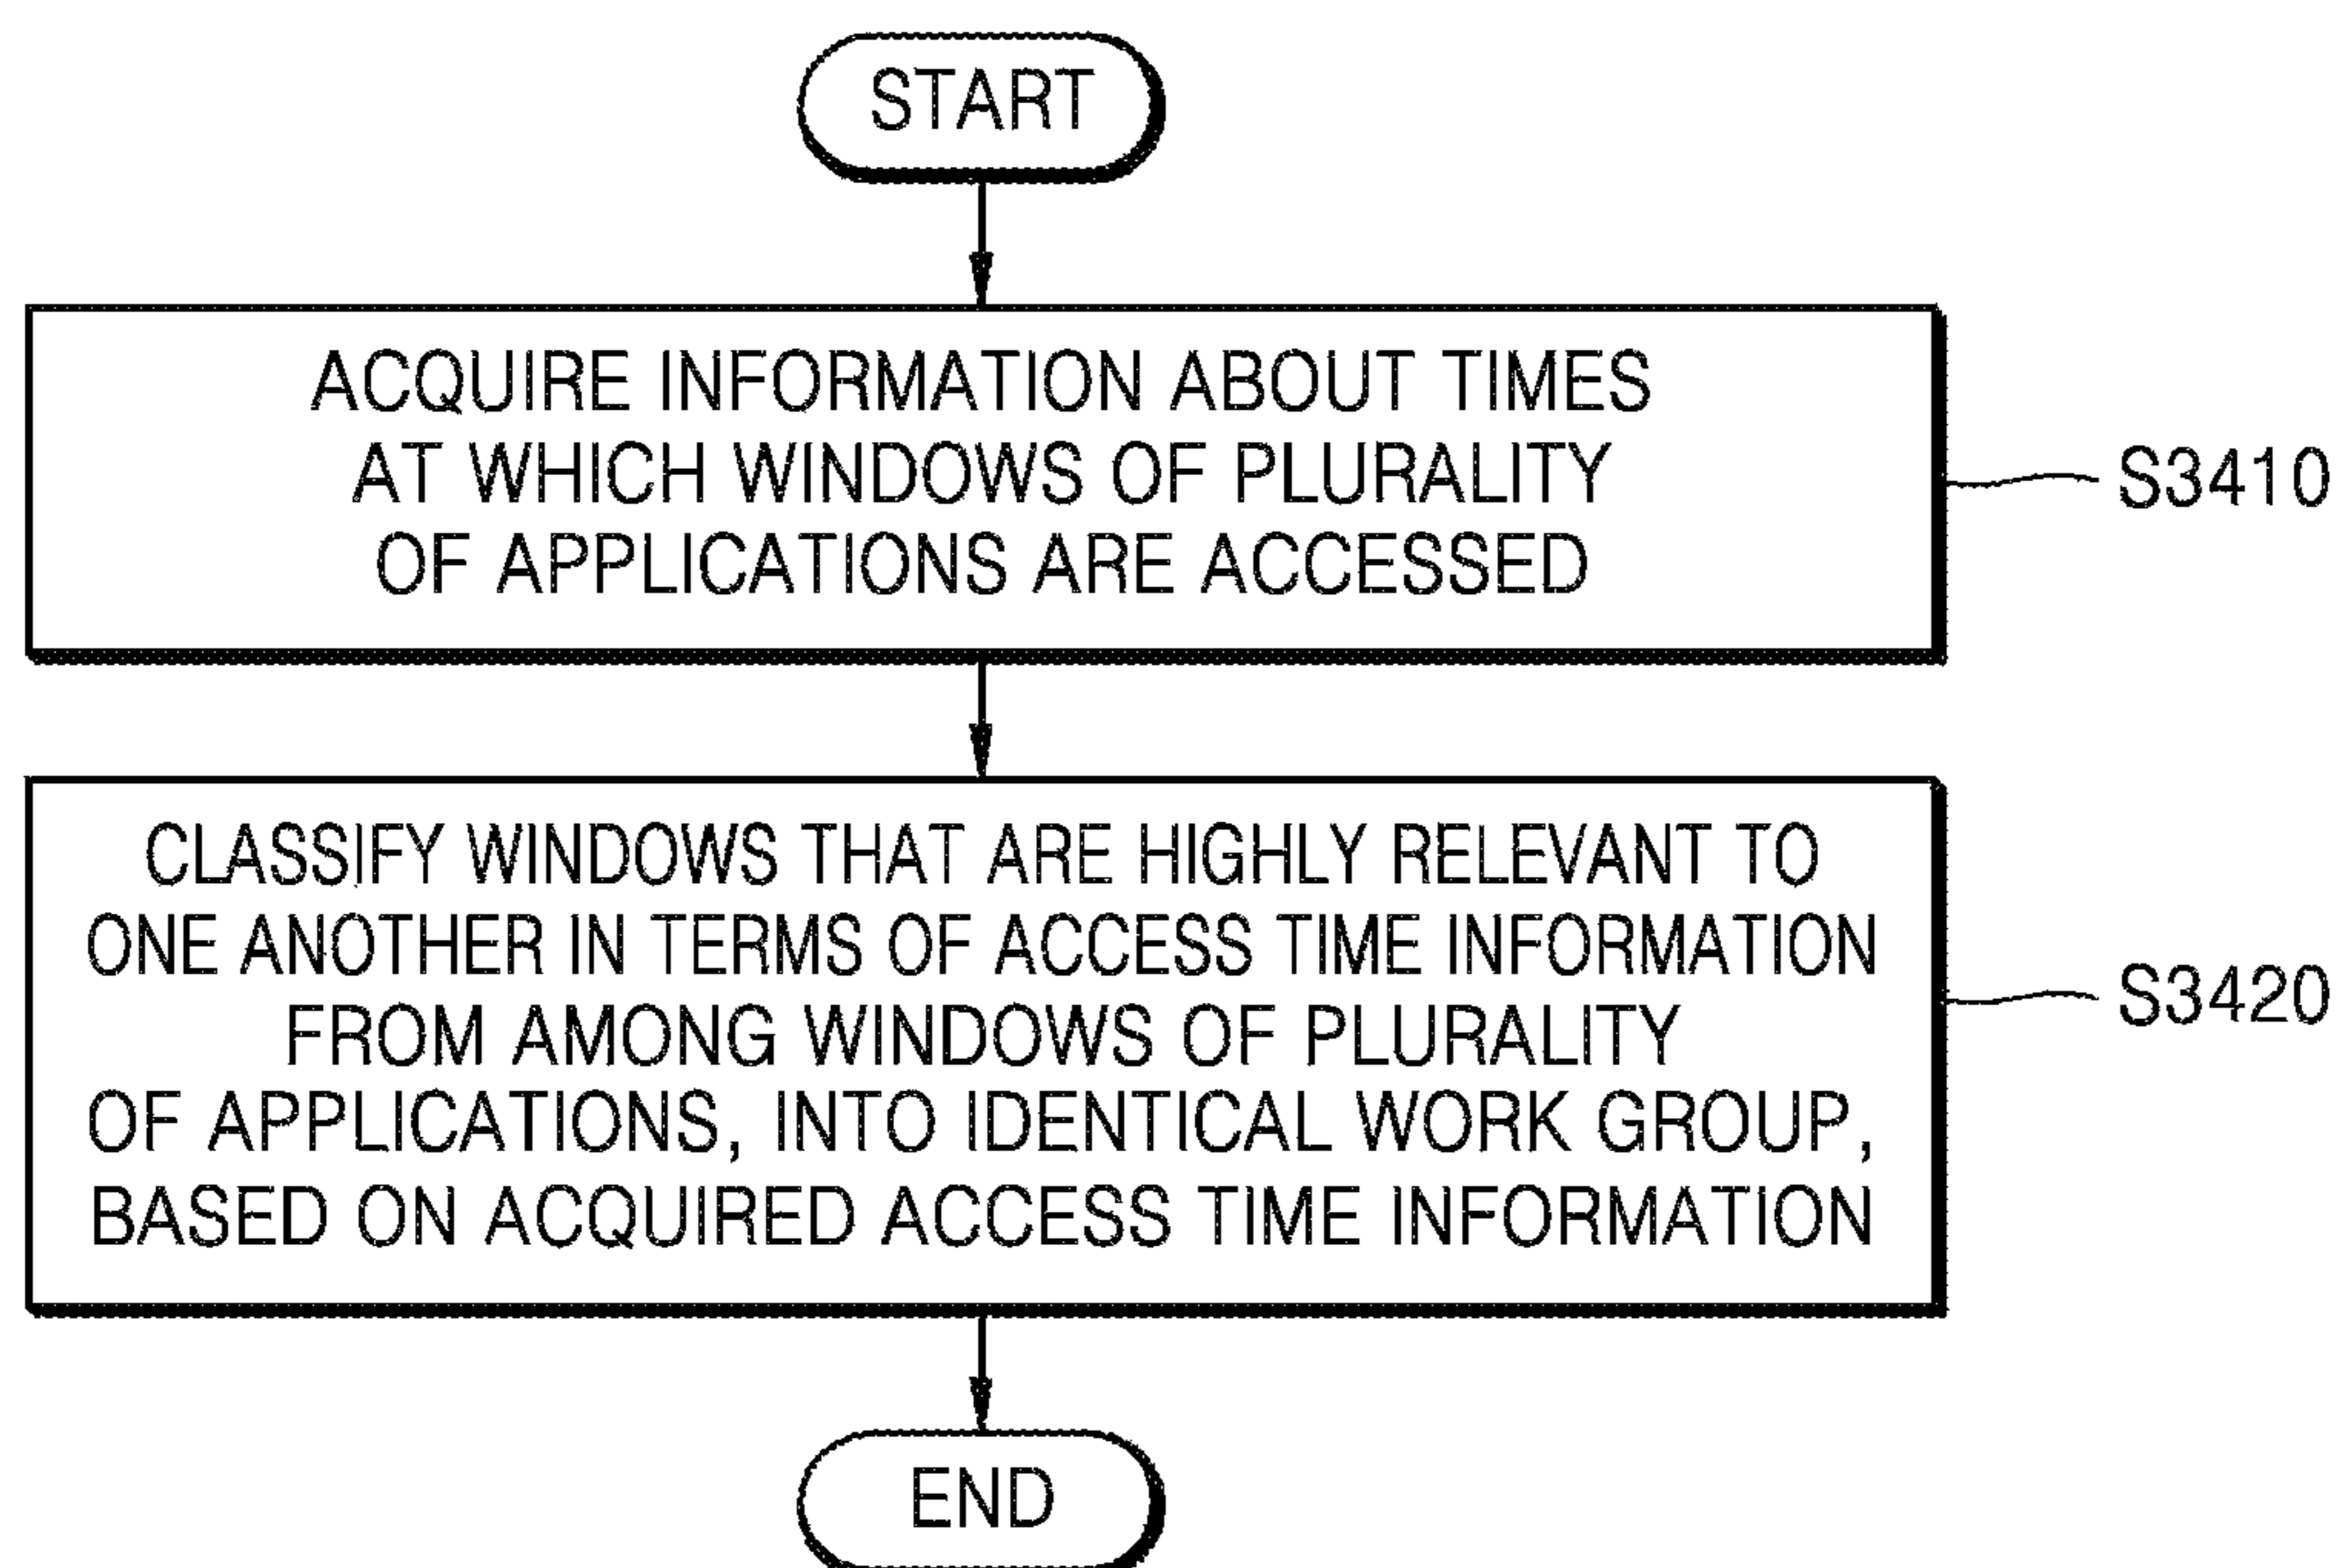 START
ACQUIRE INFORMATION ABOUT TIMES
AT WHICH WINDOWS OF PLURALITY
OF APPLICATIONS ARE ACCESSED
S3410
CLASSIFY WINDOWS THAT ARE HIGHLY RELEVANT TO
ONE ANOTHER IN TERMS OF ACCESS TIME INFORMATION
FROM AMONG WINDOWS OF PLURALITY
OF APPLICATIONS, INTO IDENTICAL WORK GROUP,
BASED ON ACQUIRED ACCESS TIME INFORMATION
S3420
END